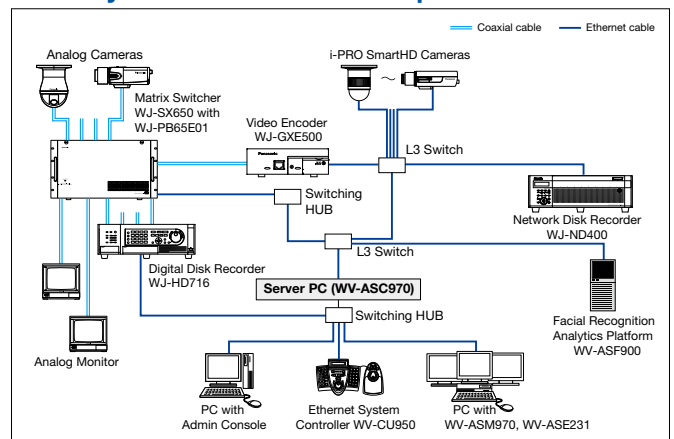 Coaxial cable
Ethernet cable
Analog Cameras
i-PRO SmartHD Cameras
Matrix Switcher
WJ-SX650 with
WJ-PB65E01
Video Encoder
WJ-GXE500
L3 Switch
Switching
HUB
Network Disk Recorder
WJ-ND400
L3 Switch
Digital Disk Recorder
WJ-HD716
Server PC (WV-ASC970)
Switching HUB
Analog Monitor
Facial Recognition
Analytics Platform
WV-ASF900
PC with
Admin Console
Ethernet System
Controller WV-CU950
PC with
WV-ASM970, WV-ASE231